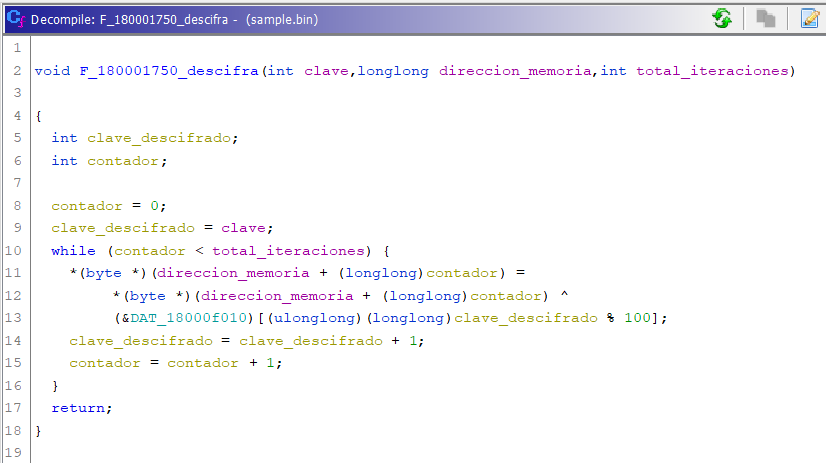 Decompile: F_180001750_descifra - (sample.bin)
1
2 void F_180001750_descifra(int clave,longlong direccion_memoria,int total_iteraciones)
3
4 {
5 int clave_descifrado;
6 int contador;
7
8 contador = 0;
9 clave_descifrado = clave;
10 while (contador < total_iteraciones) {
11 *(byte *)(direccion_memoria + (longlong)contador) =
12 *(byte *)(direccion_memoria + (longlong)contador) ^
13 (&DAT_18000f010)[(ulonglong)(longlong)clave_descifrado % 100];
14 clave_descifrado = clave_descifrado + 1;
15 contador = contador + 1;
16 }
17 return;
18 }
19